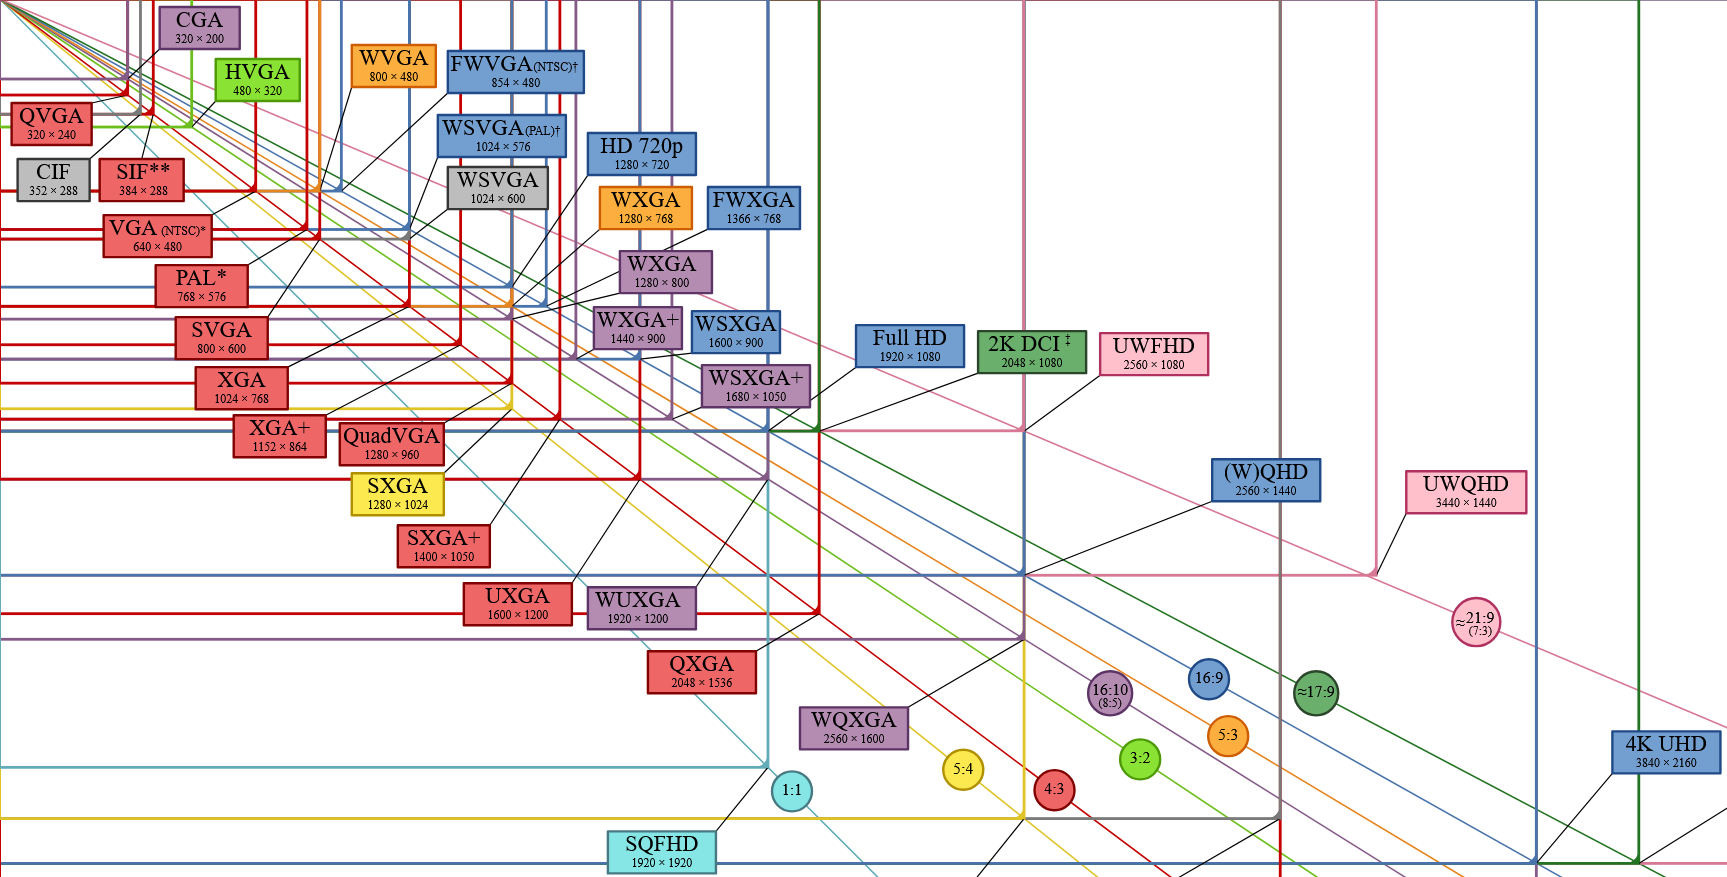 CGA
320 × 200
HVGA
480 × 320
WVGA
800 × 480
FWVGA(NTSC)†
854 × 480
QVGA
320 × 240
WSVGA(PAL)†
1024 × 576
HD 720p
1280 × 720
CIF
352 × 288
SIF**
384 × 288
WSVGA
1024 × 600
WXGA
1280 × 768
FWXGA
1366 × 768
VGA (NTSC)*
640 × 480
PAL*
768 × 576
WXGA
1280 × 800
SVGA
800 × 600
WXGA+
1440 × 900
WSXGA
1600 × 900
Full HD
1920 × 1080
2K DCI ‡
2048 × 1080
UWFHD
2560 × 1080
XGA
1024 × 768
WSXGA+
1680 × 1050
XGA+
1152 × 864
QuadVGA
1280 × 960
SXGA
1280 × 1024
(W)QHD
2560 × 1440
UWQHD
3440 × 1440
SXGA+
1400 × 1050
UXGA
1600 × 1200
WUXGA
1920 × 1200
≈21:9
(7:3)
QXGA
2048 × 1536
16:10
(8:5)
16:9
≈17:9
WQXGA
2560 × 1600
5:3
3:2
4K UHD
3840 × 2160
5:4
4:3
1:1
SQFHD
1920 × 1920